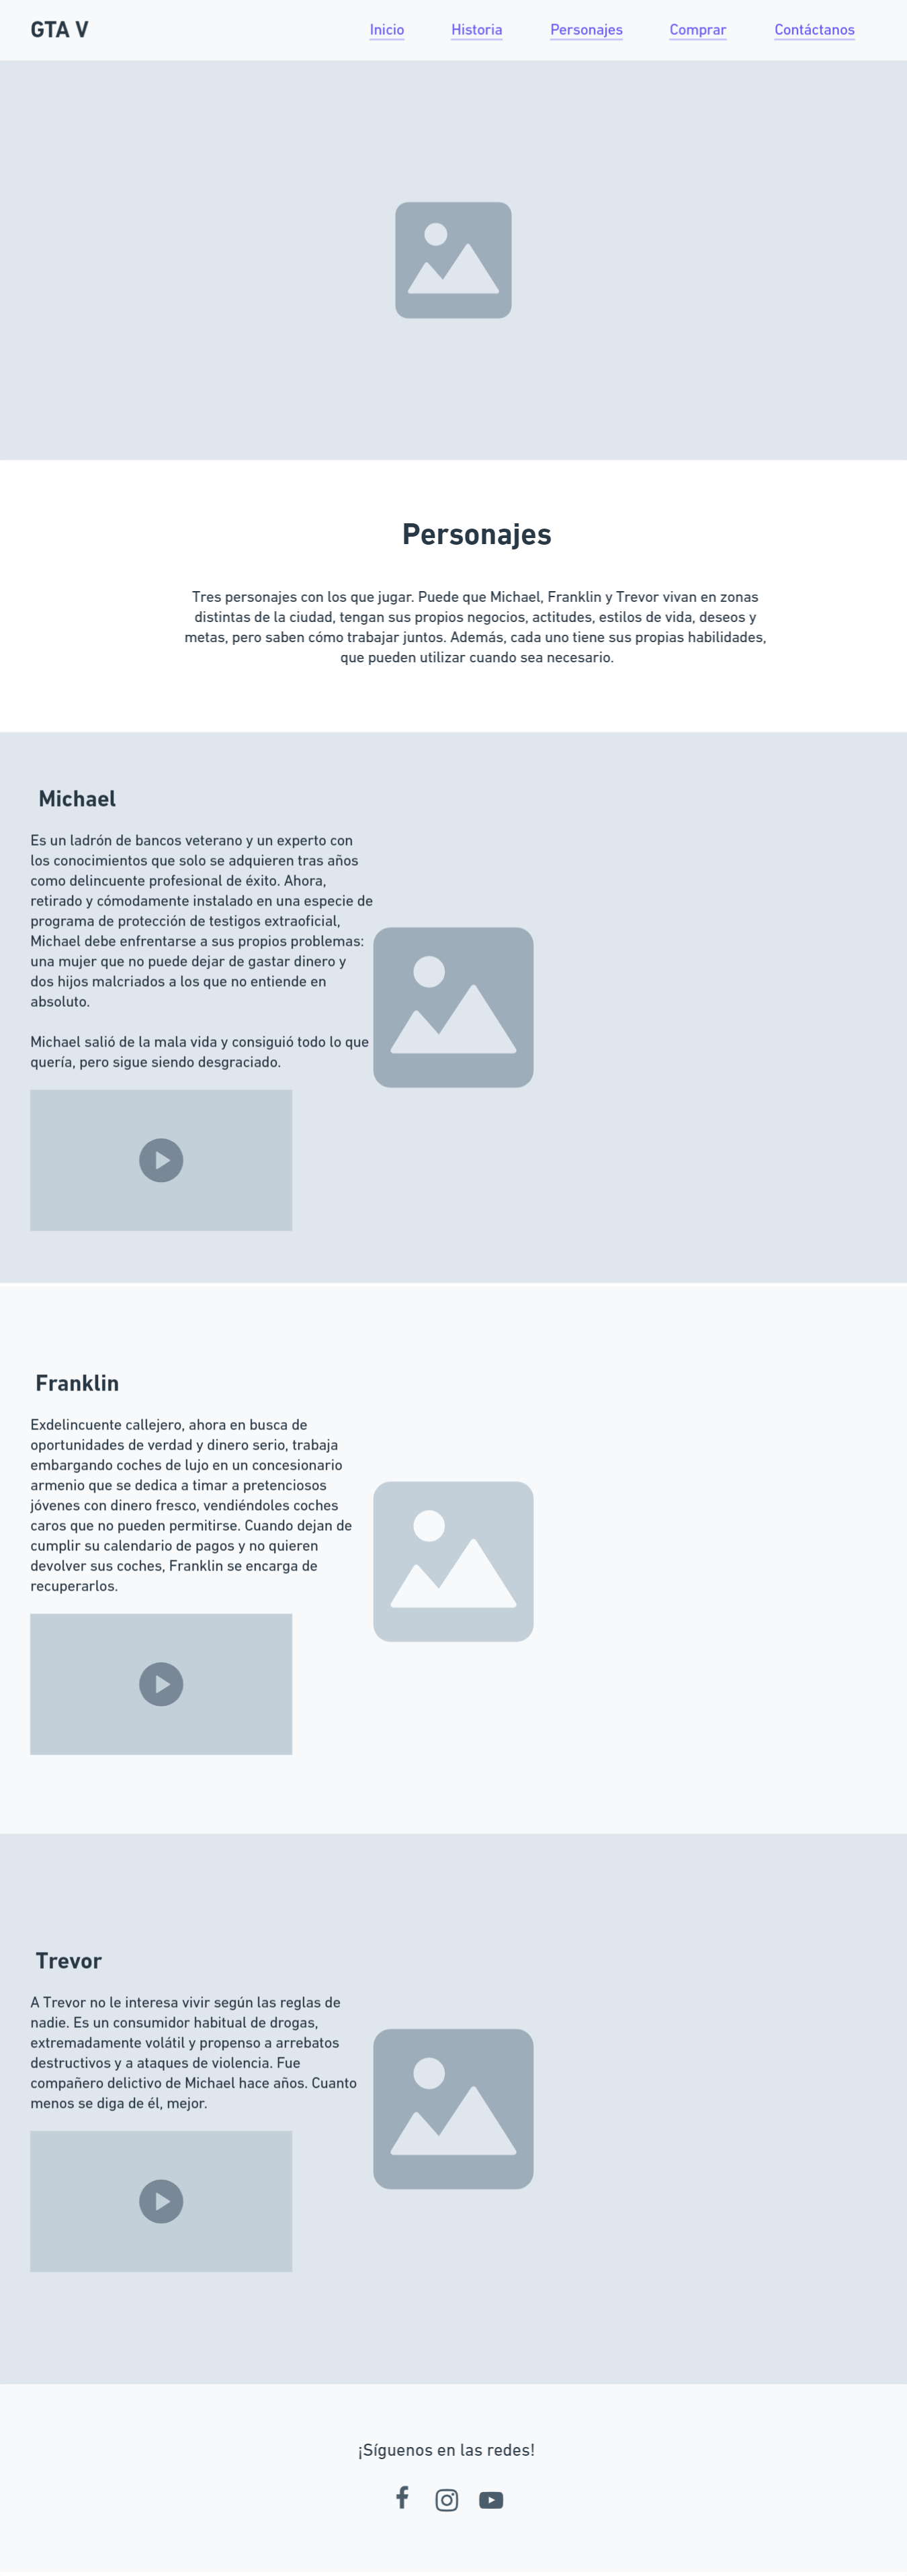 GTA V
Inicio
Historia
Personajes
Comprar
Contáctanos
Personajes
Tres personajes con los que jugar. Puede que Michael, Franklin y Trevor vivan en zonas
distintas de la ciudad, tengan sus propios negocios, actitudes, estilos de vida, deseos y
metas, pero saben cómo trabajar juntos. Además, cada uno tiene sus propias habilidades,
que pueden utilizar cuando sea necesario.
Michael
Es un ladrón de bancos veterano y un experto con
los conocimientos que solo se adquieren tras años
como delincuente profesional de éxito. Ahora,
retirado y cómodamente instalado en una especie de
programa de protección de testigos extraoficial,
Michael debe enfrentarse a sus propios problemas:
una mujer que no puede dejar de gastar dinero y
dos hijos malcriados a los que no entiende en
absoluto.
Michael salió de la mala vida y consiguió todo lo que
quería, pero sigue siendo desgraciado.
Franklin
Exdelincuente callejero, ahora en busca de
oportunidades de verdad y dinero serio, trabaja
embargando coches de lujo en un concesionario
armenio que se dedica a timar a pretenciosos
jóvenes con dinero fresco, vendiéndoles coches
caros que no pueden permitirse. Cuando dejan de
cumplir su calendario de pagos y no quieren
devolver sus coches, Franklin se encarga de
recuperarlos.
Trevor
A Trevor no le interesa vivir según las reglas de
nadie. Es un consumidor habitual de drogas,
extremadamente volátil y propenso a arrebatos
destructivos y a ataques de violencia. Fue
compañero delictivo de Michael hace años. Cuanto
menos se diga de él, mejor.
¡Síguenos en las redes!